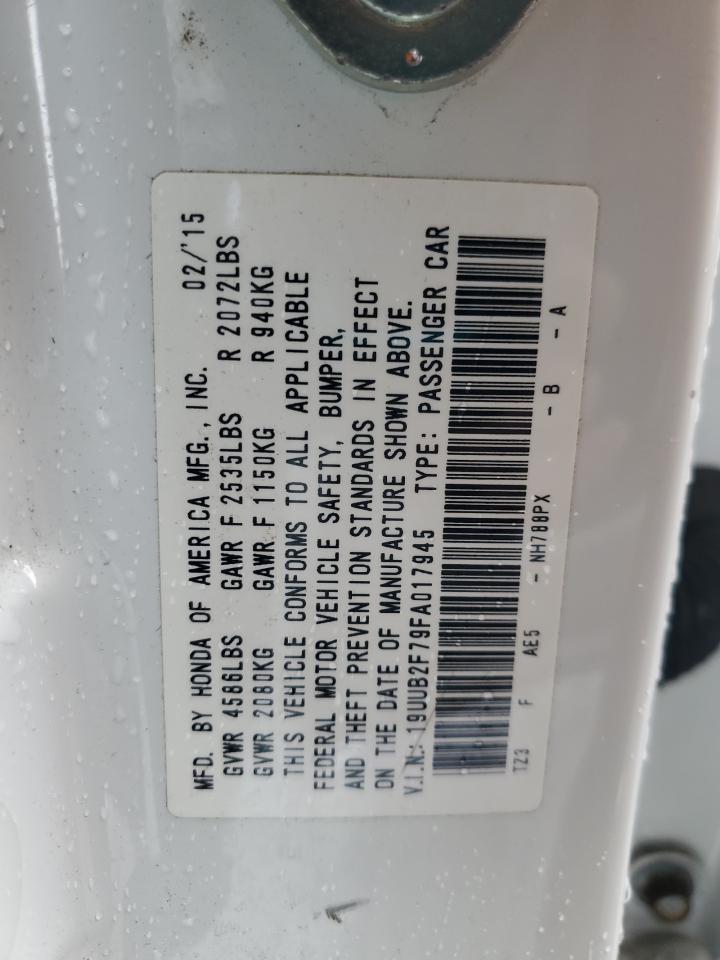 MFD. BY HONDA OF AMERICA MFG., INC. 02/'15
GVWR 4586LBS GAWR F 2535LBS R 2072LBS
GVWR 2080KG GAWR F 1150KG R 940KG
THIS VEHICLE CONFORMS TO ALL APPLICABLE
FEDERAL MOTOR VEHICLE SAFETY, BUMPER,
AND THEFT PREVENTION STANDARDS IN EFFECT
ON THE DATE OF MANUFACTURE SHOWN ABOVE.
V.I.N.: 19UUB2F79FA017945 TYPE: PASSENGER CAR
TZ3 F AE5 - NH788PX - B - A